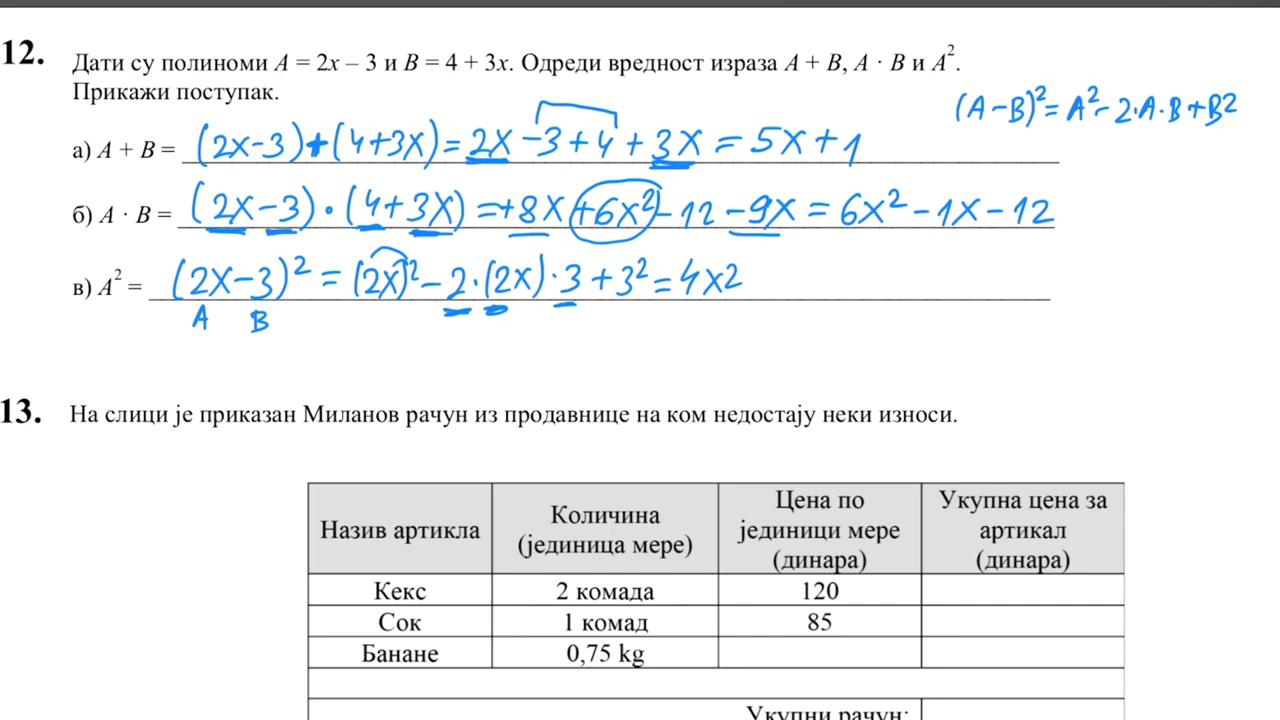 12. Дати су полиноми A = 2x – 3 и B = 4 + 3x. Одреди вредност израза A + B, A · B и A².
Прикажи поступак.
(A-B)²=A²-2·A·B+B2
а) A + B = (2x-3)+(4+3x)=2x-3+4+3x=5x+1
б) A · B = (2x-3)·(4+3x)=+8x+6x²-12-9x=6x²-1x-12
в) A² = (2x-3)²=(2x)²-2·(2x)·3+3²=4x2
A B
13. На слици је приказан Миланов рачун из продавнице на ком недостају неки износи.
Назив артикла Количина (јединица мере) Цена по јединици мере (динара) Укупна цена за артикал (динара)
Кекс 2 комада 120
Сок 1 комад 85
Банане 0,75 kg
Укупни рачун: